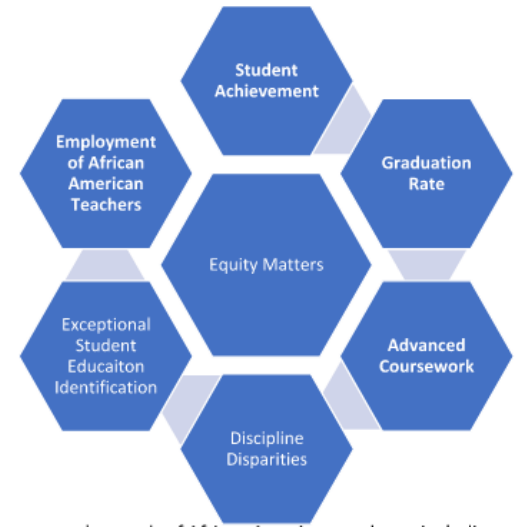 Student
Achievement
Graduation
Rate
Advanced
Coursework
Discipline
Disparities
Exceptional
Student
Educaiton
Identification
Employment
of African
American
Teachers
Equity Matters